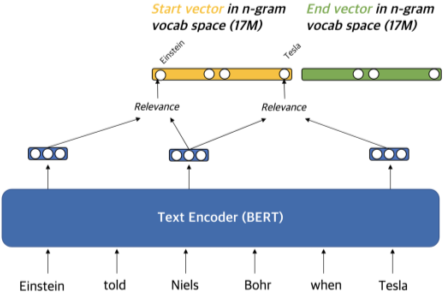 Start vector in n-gram
vocab space (17M)
End vector in n-gram
vocab space (17M)
Einstein
Tesla
Relevance
Relevance
Text Encoder (BERT)
Einstein told Niels Bohr when Tesla